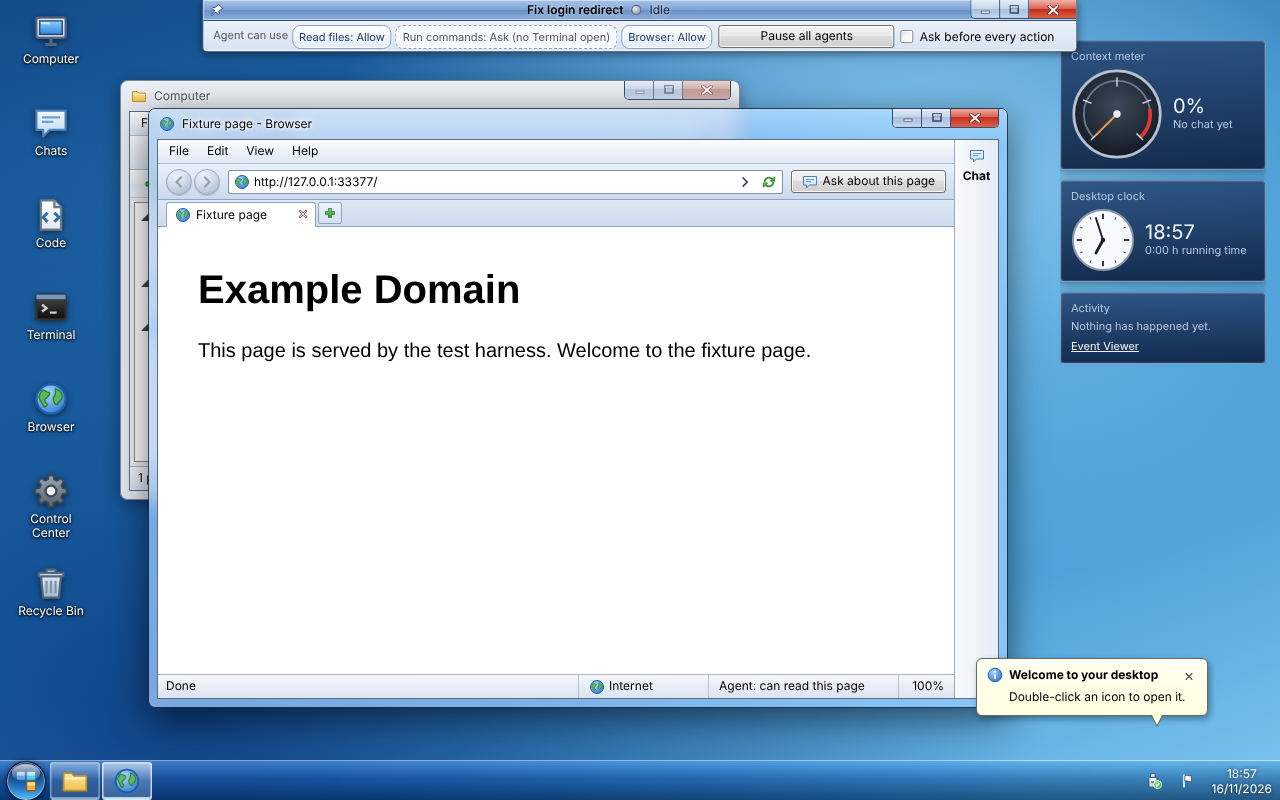 Fix login redirect Idle
Agent can use Read files: Allow Run commands: Ask (no Terminal open) Browser: Allow Pause all agents Ask before every action
Computer
Chats
Code
Terminal
Browser
Control
Center
Recycle Bin
Computer
F
1
Fixture page - Browser
File Edit View Help
http://127.0.0.1:33377/ Ask about this page
Fixture page
Chat
Example Domain
This page is served by the test harness. Welcome to the fixture page.
Done Internet Agent: can read this page 100%
Context meter
0%
No chat yet
Desktop clock
18:57
0:00 h running time
Activity
Nothing has happened yet.
Event Viewer
Welcome to your desktop
Double-click an icon to open it.
18:57
16/11/2026